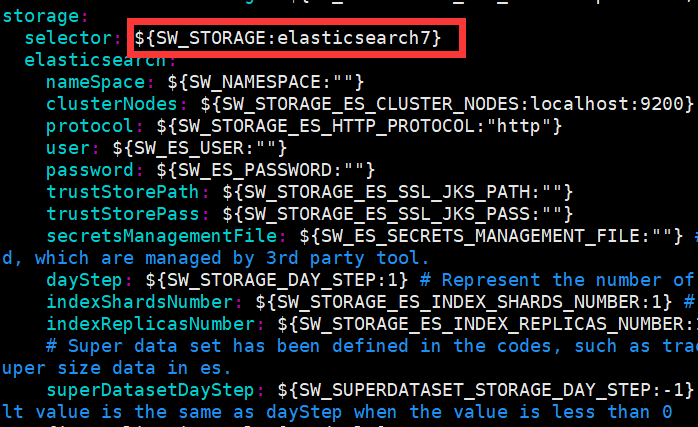 storage:
selector: ${SW_STORAGE:elasticsearch7}
elasticsearch:
nameSpace: ${SW_NAMESPACE:""}
clusterNodes: ${SW_STORAGE_ES_CLUSTER_NODES:localhost:9200}
protocol: ${SW_STORAGE_ES_HTTP_PROTOCOL:"http"}
user: ${SW_ES_USER:""}
password: ${SW_ES_PASSWORD:""}
trustStorePath: ${SW_STORAGE_ES_SSL_JKS_PATH:""}
trustStorePass: ${SW_STORAGE_ES_SSL_JKS_PASS:""}
secretsManagementFile: ${SW_ES_SECRETS_MANAGEMENT_FILE:""} #
d, which are managed by 3rd party tool.
dayStep: ${SW_STORAGE_DAY_STEP:1} # Represent the number of
indexShardsNumber: ${SW_STORAGE_ES_INDEX_SHARDS_NUMBER:1} #
indexReplicasNumber: ${SW_STORAGE_ES_INDEX_REPLICAS_NUMBER:
# Super data set has been defined in the codes, such as trac
uper size data in es.
superDatasetDayStep: ${SW_SUPERDATASET_STORAGE_DAY_STEP:-1}
lt value is the same as dayStep when the value is less than 0